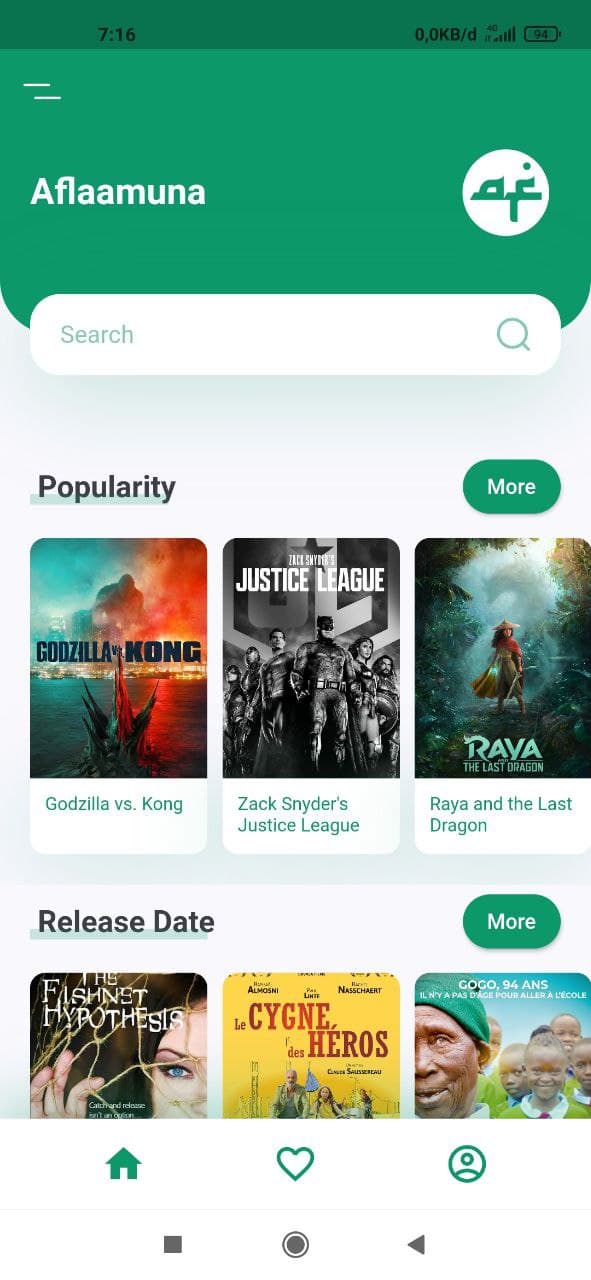 7:16
0,0KB/d
4G
94
Aflaamuna
Search
Popularity
More
GODZILLA vs. KONG
ZACK SNYDER'S
JUSTICE LEAGUE
RAYA
THE LAST DRAGON
Godzilla vs. Kong
Zack Snyder's
Justice League
Raya and the Last
Dragon
Release Date
More
THE
FISHNET
HYPOTHESIS
Catch and release
isn't an option
ALMOSNI
NASSCHAERT
Le CYGNE,
des HÉROS
CLAUDE SAUSSEREAU
GOGO, 94 ANS
IL N'Y A PAS D'ÂGE POUR ALLER À L'ÉCOLE